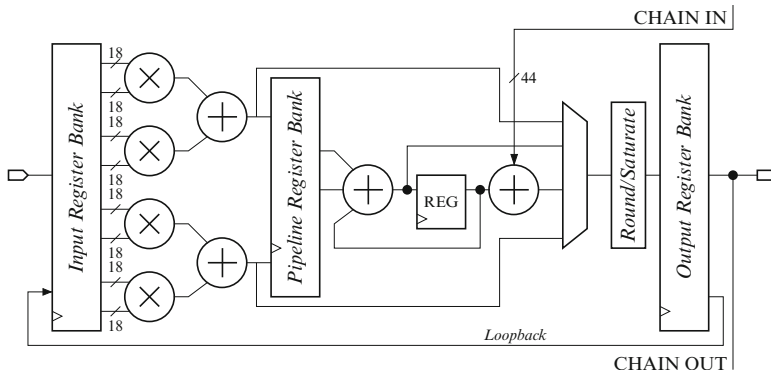 CHAIN IN
18
18
18
18
18
18
18
18
44
Input Register Bank
Pipeline Register Bank
REG
Round/Saturate
Output Register Bank
Loopback
CHAIN OUT